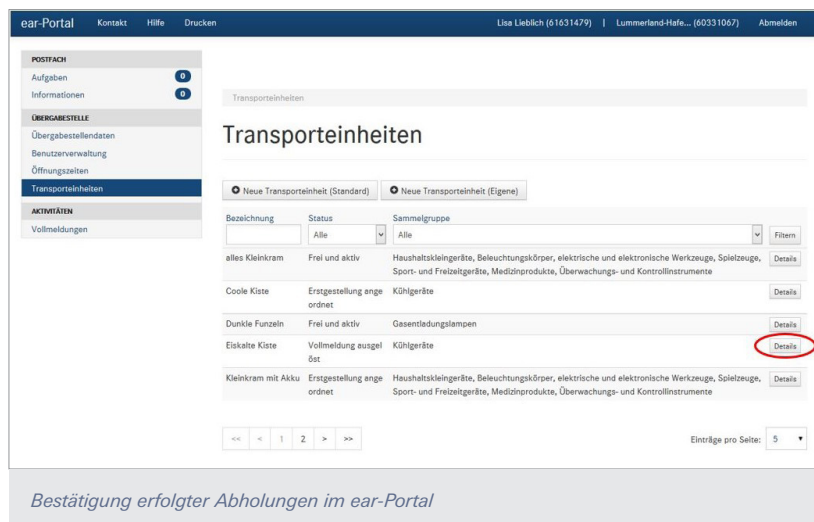 ear-Portal Kontakt Hilfe Drucken Lisa Lieblich (61631479) | Lummerland-Hafe... (60331067) Abmelden
POSTFACH
Aufgaben 0
Informationen 0
ÜBERGABESTELLE
Übergabestellendaten
Benutzerverwaltung
Öffnungszeiten
Transporteinheiten
AKTIVITÄTEN
Vollmeldungen
Transporteinheiten
Transporteinheiten
Neue Transporteinheit (Standard) Neue Transporteinheit (Eigene)
Bezeichnung Status Sammelgruppe
Alle Alle Filtern
alles Kleinkram Frei und aktiv Haushaltskleingeräte, Beleuchtungskörper, elektrische und elektronische Werkzeuge, Spielzeuge, Details
Sport- und Freizeitgeräte, Medizinprodukte, Überwachungs- und Kontrollinstrumente
Coole Kiste Erstgestellung ange Kühlgeräte Details
ordnet
Dunkle Funzeln Frei und aktiv Gasentladungslampen Details
Eiskalte Kiste Vollmeldung ausgel Kühlgeräte Details
öst
Kleinkram mit Akku Erstgestellung ange Haushaltskleingeräte, Beleuchtungskörper, elektrische und elektronische Werkzeuge, Spielzeuge, Details
ordnet Sport- und Freizeitgeräte, Medizinprodukte, Überwachungs- und Kontrollinstrumente
<< < 1 2 > >> Einträge pro Seite: 5
Bestätigung erfolgter Abholungen im ear-Portal